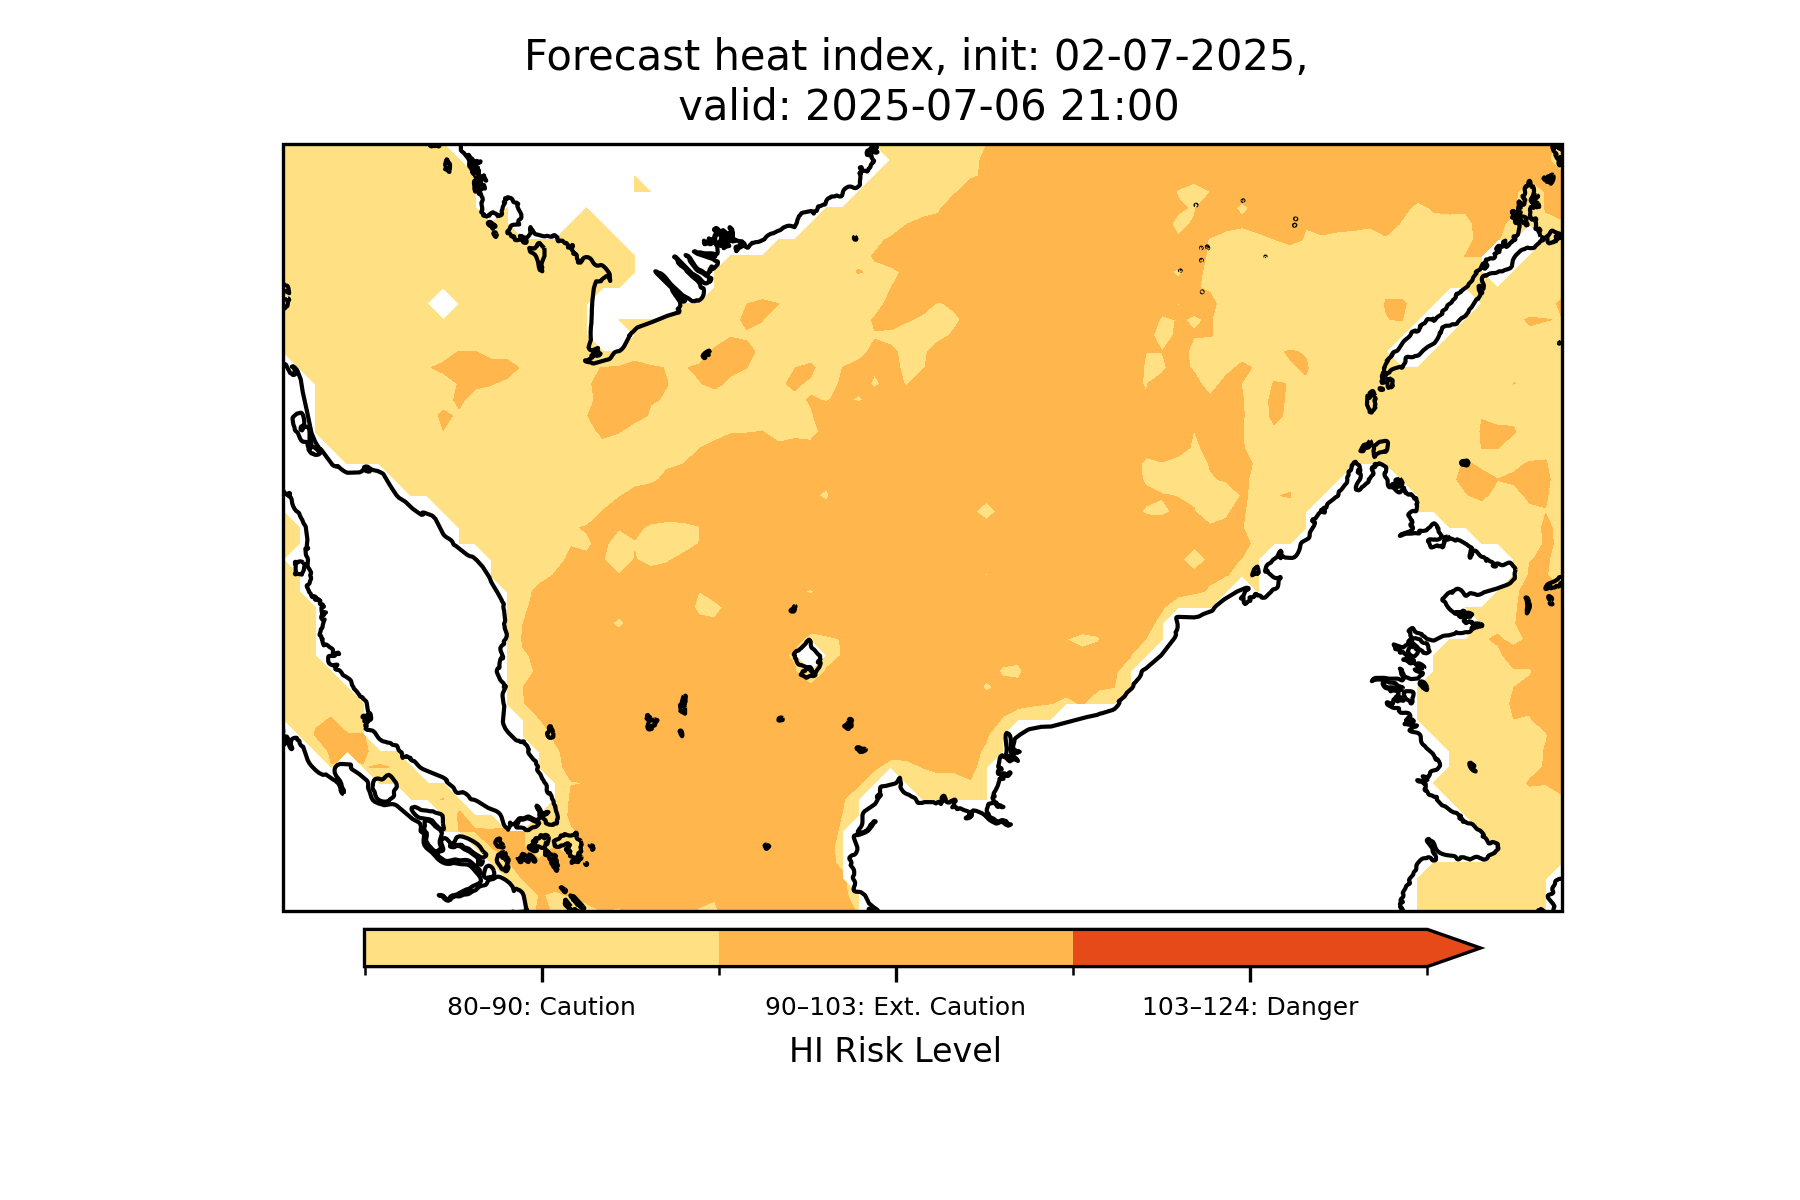 Forecast heat index, init: 02-07-2025,
valid: 2025-07-06 21:00
80–90: Caution
90–103: Ext. Caution
103–124: Danger
HI Risk Level